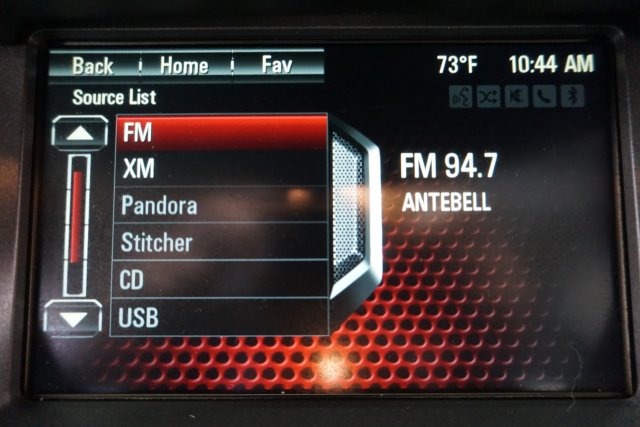 Back Home Fav 73°F 10:44 AM
Source List
FM
XM
Pandora
Stitcher
CD
USB
FM 94.7
ANTEBELL